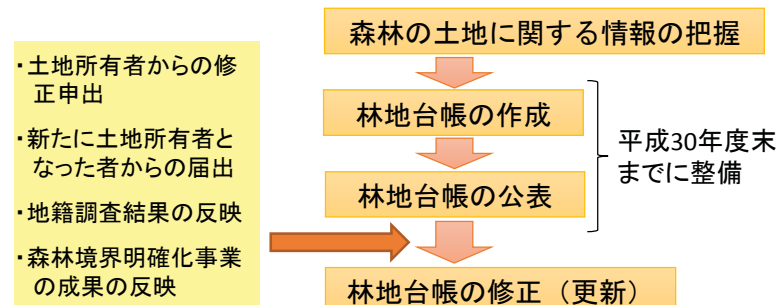 ・土地所有者からの修
正申出
・新たに土地所有者と
なった者からの届出
・地籍調査結果の反映
・森林境界明確化事業
の成果の反映
森林の土地に関する情報の把握
林地台帳の作成
林地台帳の公表
平成30年度末
までに整備
林地台帳の修正（更新）